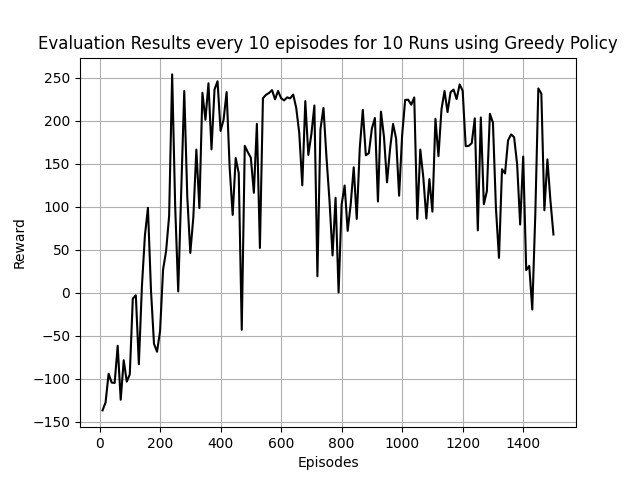 Evaluation Results every 10 episodes for 10 Runs using Greedy Policy
250
200
150
100
50
0
−50
−100
−150
Reward
0 200 400 600 800 1000 1200 1400
Episodes